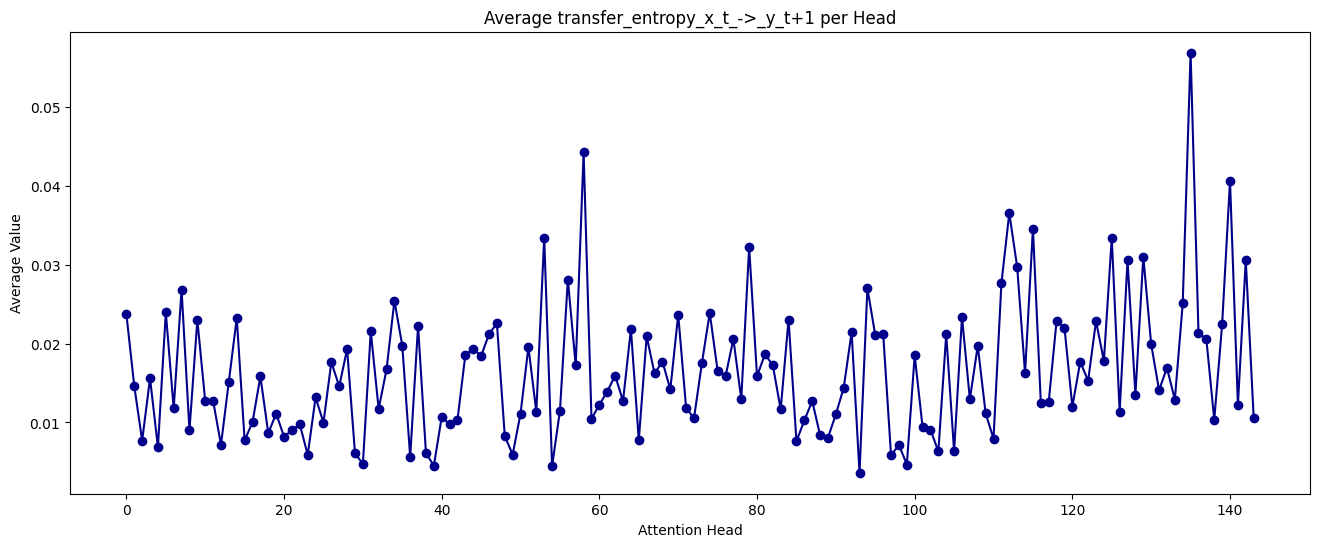 Average transfer_entropy_x_t_->_y_t+1 per Head
Average Value
0.05
0.04
0.03
0.02
0.01
0 20 40 60 80 100 120 140
Attention Head